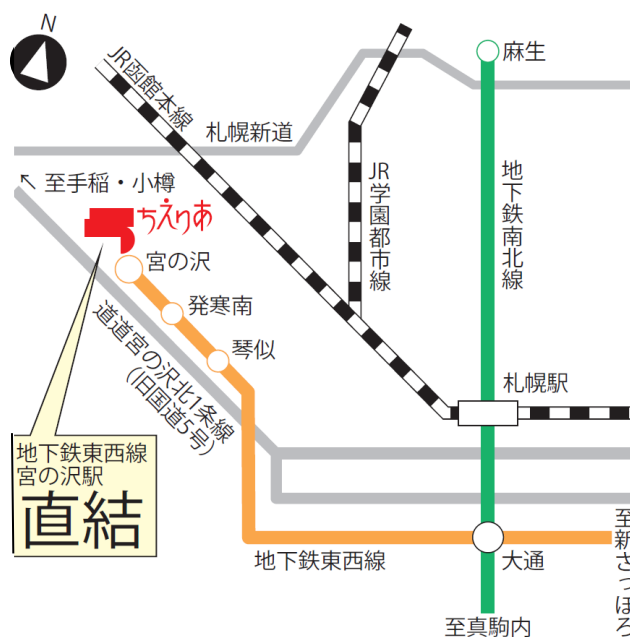 N
麻生
JR函館本線
札幌新道
地下鉄南北線
JR学園都市線
↖ 至手稲・小樽
ちえりあ
宮の沢
発寒南
琴似
道道宮の沢北1条線
(旧国道5号)
札幌駅
地下鉄東西線
宮の沢駅
直結
地下鉄東西線
大通
至新さっぽろ
至真駒内